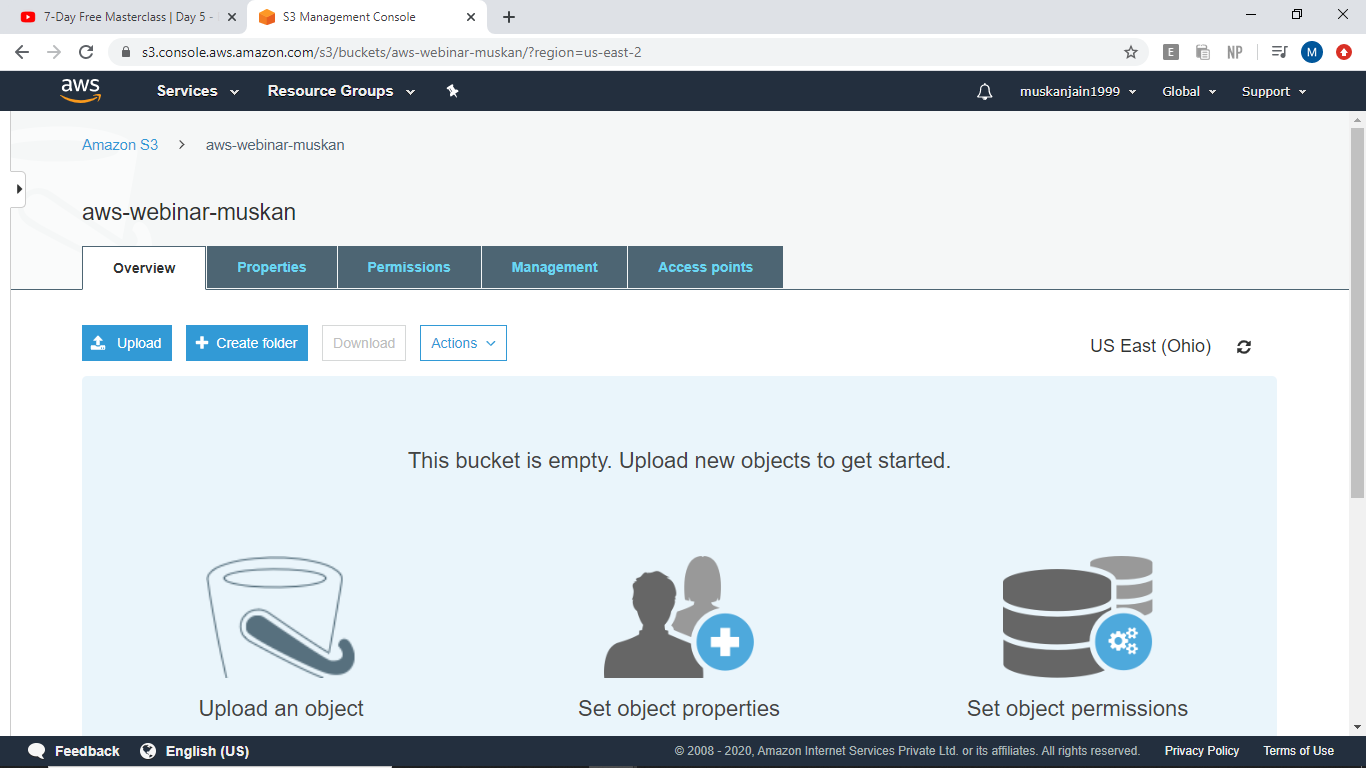 7-Day Free Masterclass | Day 5 -
S3 Management Console
s3.console.aws.amazon.com/s3/buckets/aws-webinar-muskan/?region=us-east-2
E
NP
M
aws
Services
Resource Groups
muskanjain1999
Global
Support
Amazon S3 > aws-webinar-muskan
aws-webinar-muskan
Overview
Properties
Permissions
Management
Access points
Upload
Create folder
Download
Actions
US East (Ohio)
This bucket is empty. Upload new objects to get started.
Upload an object
Set object properties
Set object permissions
Feedback
English (US)
© 2008 - 2020, Amazon Internet Services Private Ltd. or its affiliates. All rights reserved.
Privacy Policy
Terms of Use